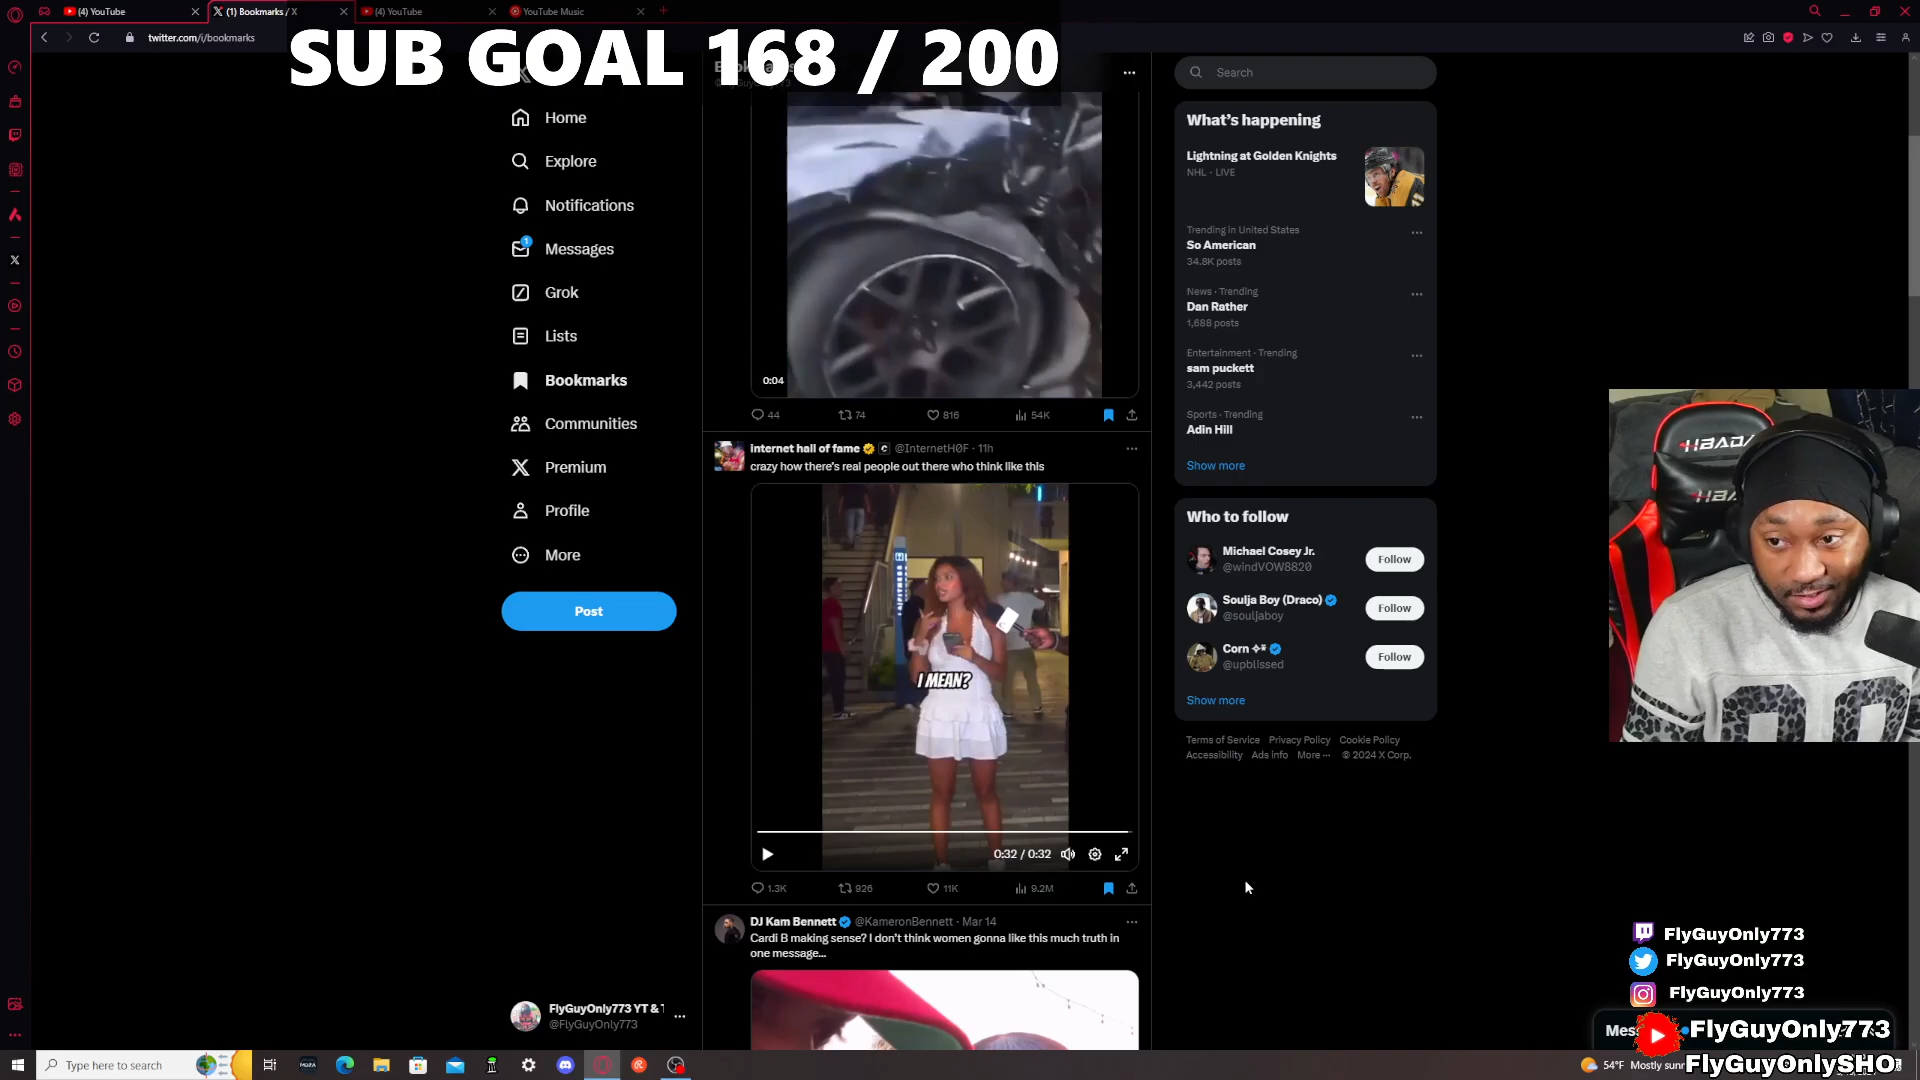 (4) YouTube
(1) Bookmarks / X
(4) YouTube
YouTube Music
twitter.com/i/bookmarks
SUB GOAL 168 / 200
Search
Home
Explore
Notifications
1
Messages
Grok
Lists
Bookmarks
Communities
Premium
Profile
More
Post
0:04
44
74
816
54K
internet hall of fame @InternetH0F · 11h
crazy how there's real people out there who think like this
I MEAN?
0:32 / 0:32
1.3K
926
11K
9.2M
DJ Kam Bennett @KameronBennett · Mar 14
Cardi B making sense? I don't think women gonna like this much truth in
one message...
What's happening
Lightning at Golden Knights
NHL · LIVE
Trending in United States
So American
34.8K posts
News · Trending
Dan Rather
1,688 posts
Entertainment · Trending
sam puckett
3,442 posts
Sports · Trending
Adin Hill
Show more
Who to follow
Michael Cosey Jr.
@windVOW8820
Follow
Soulja Boy (Draco)
@souljaboy
Follow
Corn
@upblissed
Follow
Show more
Terms of Service Privacy Policy Cookie Policy
Accessibility Ads info More ··· © 2024 X Corp.
HBADA
FlyGuyOnly773
FlyGuyOnly773
FlyGuyOnly773
FlyGuyOnly773
FlyGuyOnlySHO
FlyGuyOnly773 YT & T
@FlyGuyOnly773
Type here to search
54°F Mostly sunn